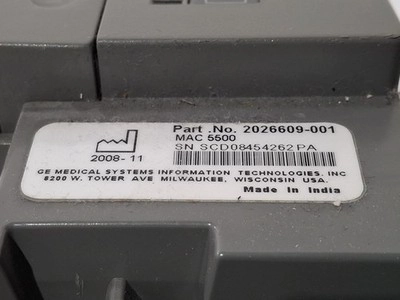 Part .No. 2026609-001
MAC 5500
SN SCD08454262PA
2008-11
GE MEDICAL SYSTEMS INFORMATION TECHNOLOGIES, INC
8200 W. TOWER AVE MILWAUKEE, WISCONSIN USA.
Made In India